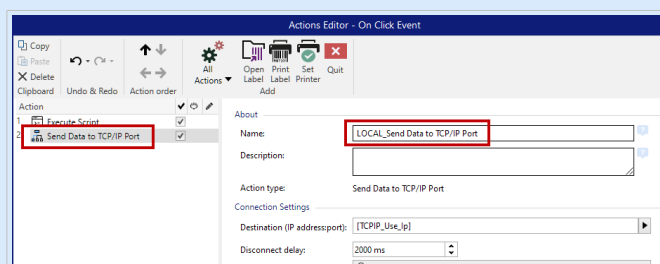 Actions Editor - On Click Event
Copy
Paste
Delete
Clipboard
Undo & Redo
Action order
All Actions
Open Label
Print Label
Set Printer
Quit
Add
Action
1 Execute Script
2 Send Data to TCP/IP Port
About
Name: LOCAL_Send Data to TCP/IP Port
Description:
Action type: Send Data to TCP/IP Port
Connection Settings
Destination (IP address:port): [TCPIP_Use_Ip]
Disconnect delay: 2000 ms